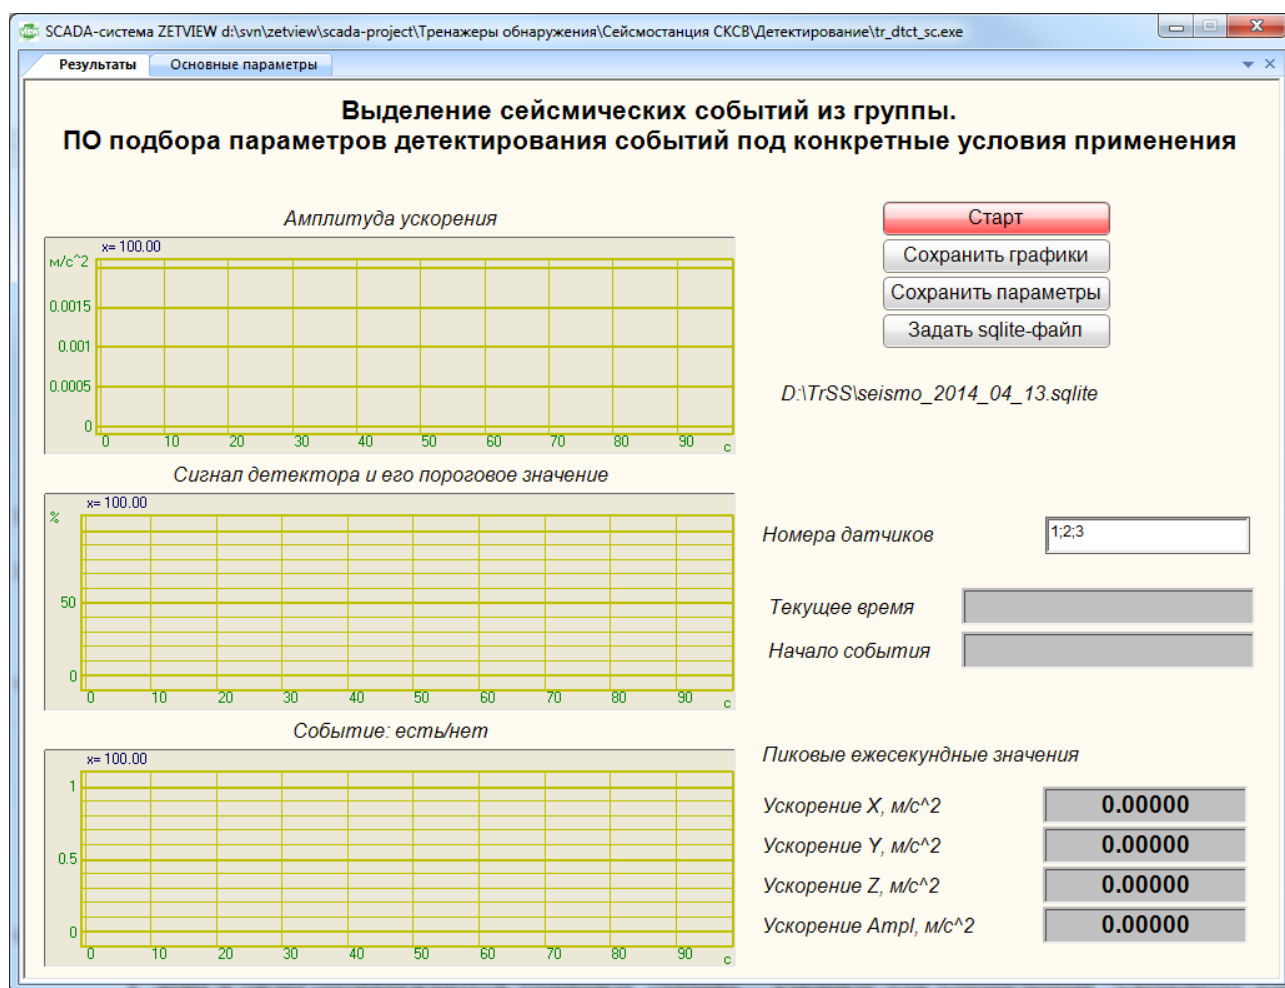 SCADA-система ZETVIEW d:\svn\zetview\scada-project\Тренажеры обнаружения\Сейсмостанция СКСВ\Детектирование\tr_dtct_sc.exe
Результаты Основные параметры
Выделение сейсмических событий из группы.
ПО подбора параметров детектирования событий под конкретные условия применения
Амплитуда ускорения
x= 100.00
м/с^2
0.0015
0.001
0.0005
0
0 10 20 30 40 50 60 70 80 90 с
Сигнал детектора и его пороговое значение
x= 100.00
%
50
0
0 10 20 30 40 50 60 70 80 90 с
Событие: есть/нет
x= 100.00
1
0.5
0
0 10 20 30 40 50 60 70 80 90 с
Старт
Сохранить графики
Сохранить параметры
Задать sqlite-файл
D:\TrSS\seismo_2014_04_13.sqlite
Номера датчиков 1;2;3
Текущее время
Начало события
Пиковые ежесекундные значения
Ускорение X, м/с^2 0.00000
Ускорение Y, м/с^2 0.00000
Ускорение Z, м/с^2 0.00000
Ускорение Ampl, м/с^2 0.00000